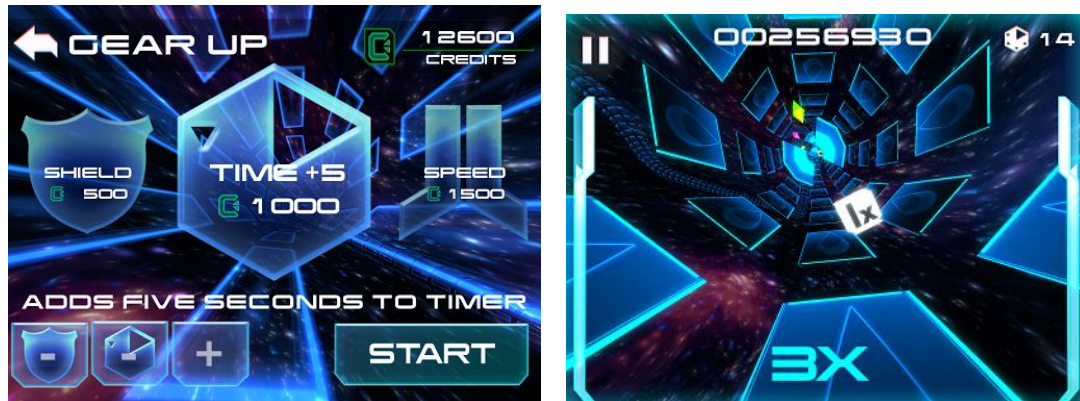 GEAR UP
12600
CREDITS
SHIELD
500
TIME +5
1000
SPEED
1500
ADDS FIVE SECONDS TO TIMER
- - +
START
00256930
14
1x
3X